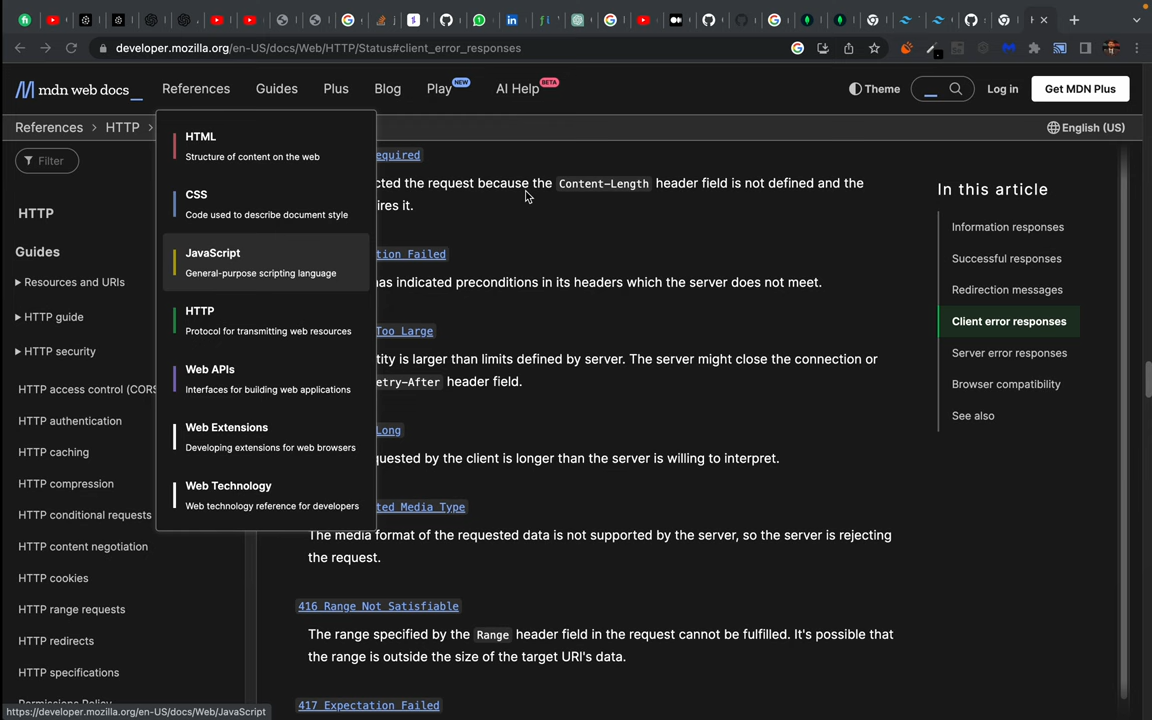 developer.mozilla.org/en-US/docs/Web/HTTP/Status#client_error_responses
mdn web docs_
References
Guides
Plus
Blog
Play NEW
AI Help BETA
Theme
Log in
Get MDN Plus
References > HTTP >
English (US)
Filter
HTTP
Guides
Resources and URIs
HTTP guide
HTTP security
HTTP access control (CORS
HTTP authentication
HTTP caching
HTTP compression
HTTP conditional requests
HTTP content negotiation
HTTP cookies
HTTP range requests
HTTP redirects
HTTP specifications
HTML
Structure of content on the web
CSS
Code used to describe document style
JavaScript
General-purpose scripting language
HTTP
Protocol for transmitting web resources
Web APIs
Interfaces for building web applications
Web Extensions
Developing extensions for web browsers
Web Technology
Web technology reference for developers
equired
cted the request because the Content-Length header field is not defined and the
ires it.
tion Failed
has indicated preconditions in its headers which the server does not meet.
Too Large
tity is larger than limits defined by server. The server might close the connection or
etry-After header field.
Long
quested by the client is longer than the server is willing to interpret.
ted Media Type
The media format of the requested data is not supported by the server, so the server is rejecting
the request.
416 Range Not Satisfiable
The range specified by the Range header field in the request cannot be fulfilled. It's possible that
the range is outside the size of the target URI's data.
417 Expectation Failed
In this article
Information responses
Successful responses
Redirection messages
Client error responses
Server error responses
Browser compatibility
See also
https://developer.mozilla.org/en-US/docs/Web/JavaScript